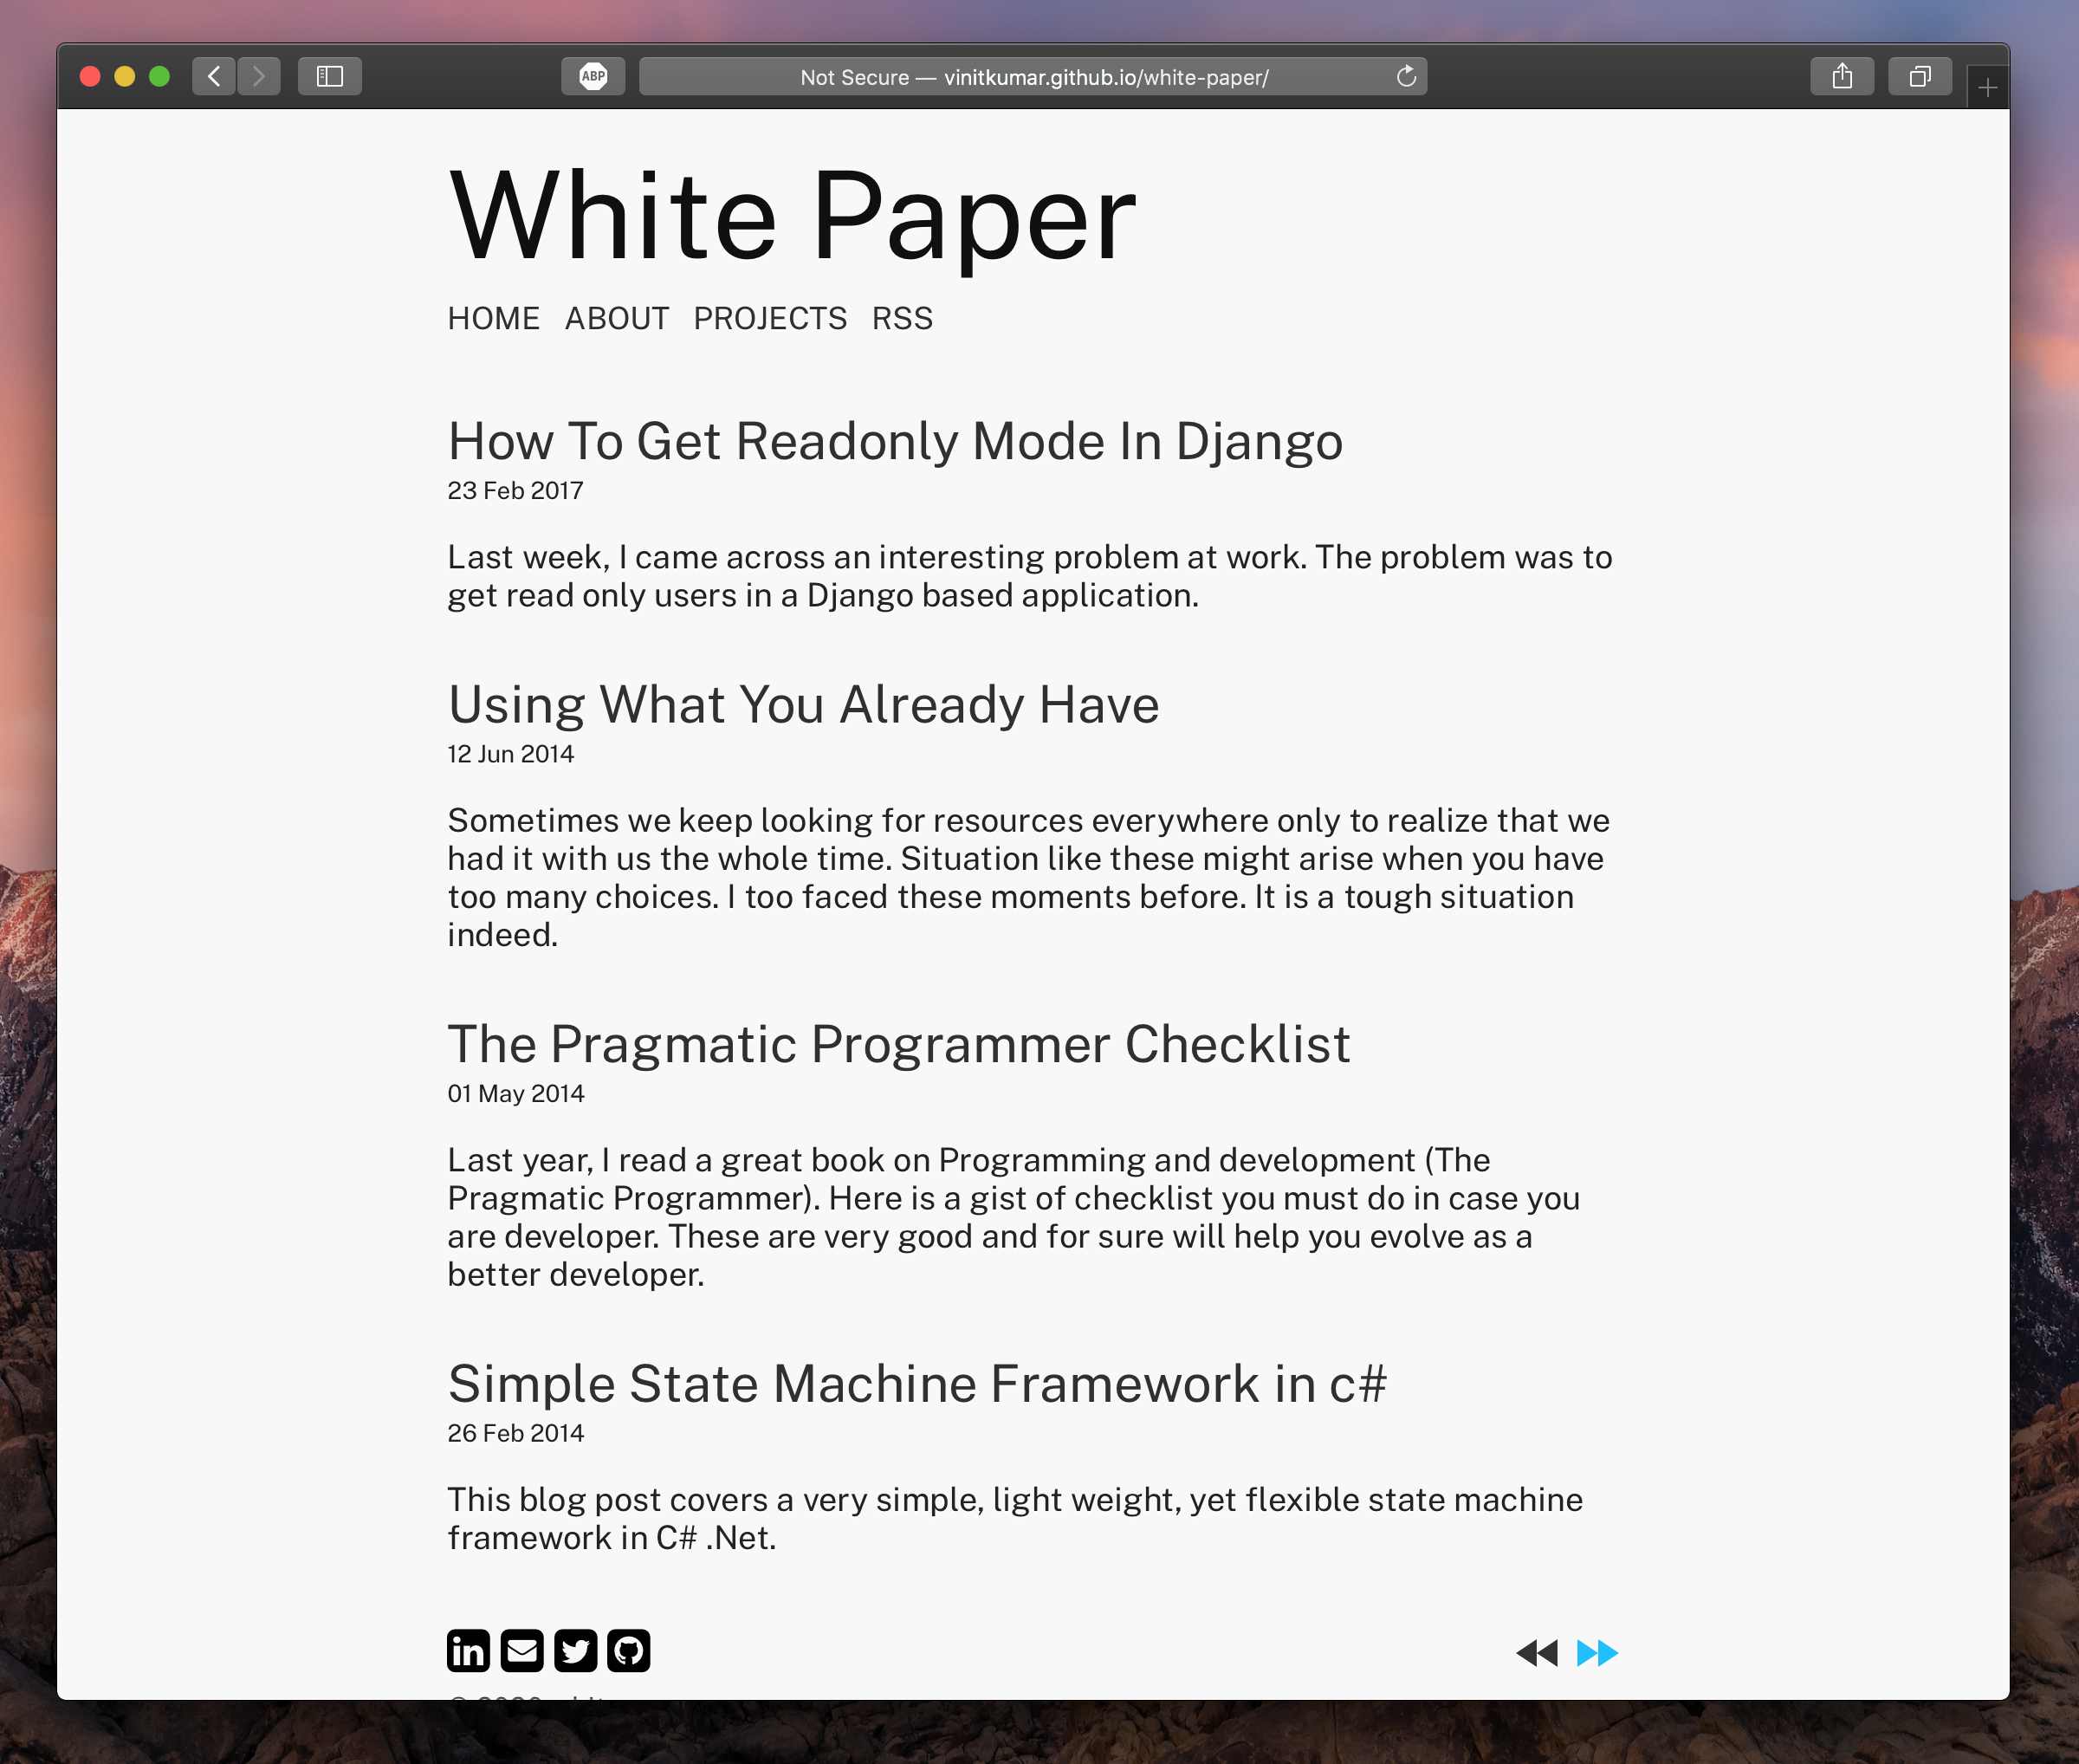 ABP
Not Secure — vinitkumar.github.io/white-paper/
White Paper
HOME ABOUT PROJECTS RSS
How To Get Readonly Mode In Django
23 Feb 2017
Last week, I came across an interesting problem at work. The problem was to
get read only users in a Django based application.
Using What You Already Have
12 Jun 2014
Sometimes we keep looking for resources everywhere only to realize that we
had it with us the whole time. Situation like these might arise when you have
too many choices. I too faced these moments before. It is a tough situation
indeed.
The Pragmatic Programmer Checklist
01 May 2014
Last year, I read a great book on Programming and development (The
Pragmatic Programmer). Here is a gist of checklist you must do in case you
are developer. These are very good and for sure will help you evolve as a
better developer.
Simple State Machine Framework in c#
26 Feb 2014
This blog post covers a very simple, light weight, yet flexible state machine
framework in C# .Net.
in